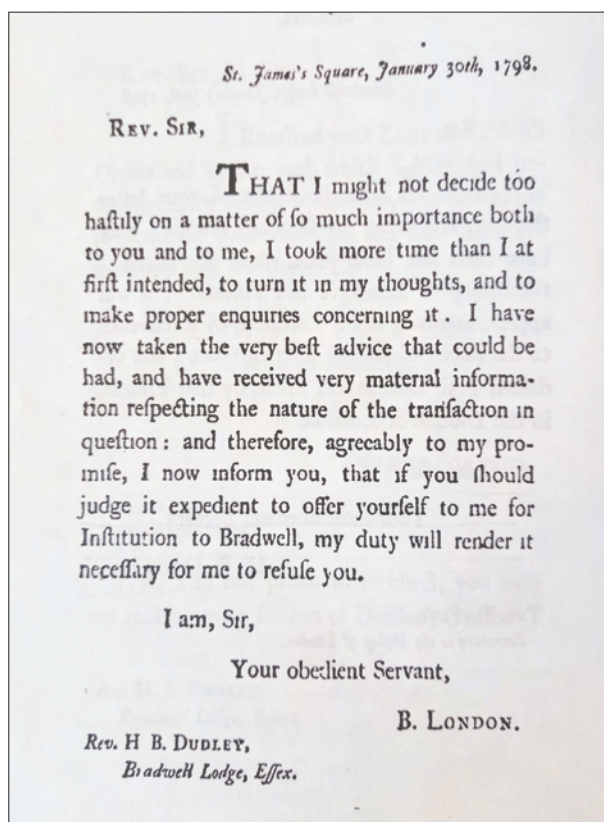 St. James's Square, January 30th, 1798.
REV. SIR,
THAT I might not decide too
haſtily on a matter of ſo much importance both
to you and to me, I took more time than I at
firſt intended, to turn it in my thoughts, and to
make proper enquiries concerning it. I have
now taken the very beſt advice that could be
had, and have received very material informa-
tion reſpecting the nature of the tranſaction in
queſtion: and therefore, agreeably to my pro-
miſe, I now inform you, that if you ſhould
judge it expedient to offer yourſelf to me for
Inſtitution to Bradwell, my duty will render it
neceſſary for me to refuſe you.
I am, Sir,
Your obedient Servant,
B. LONDON.
Rev. H B. DUDLEY,
Bradwell Lodge, Eſſex.